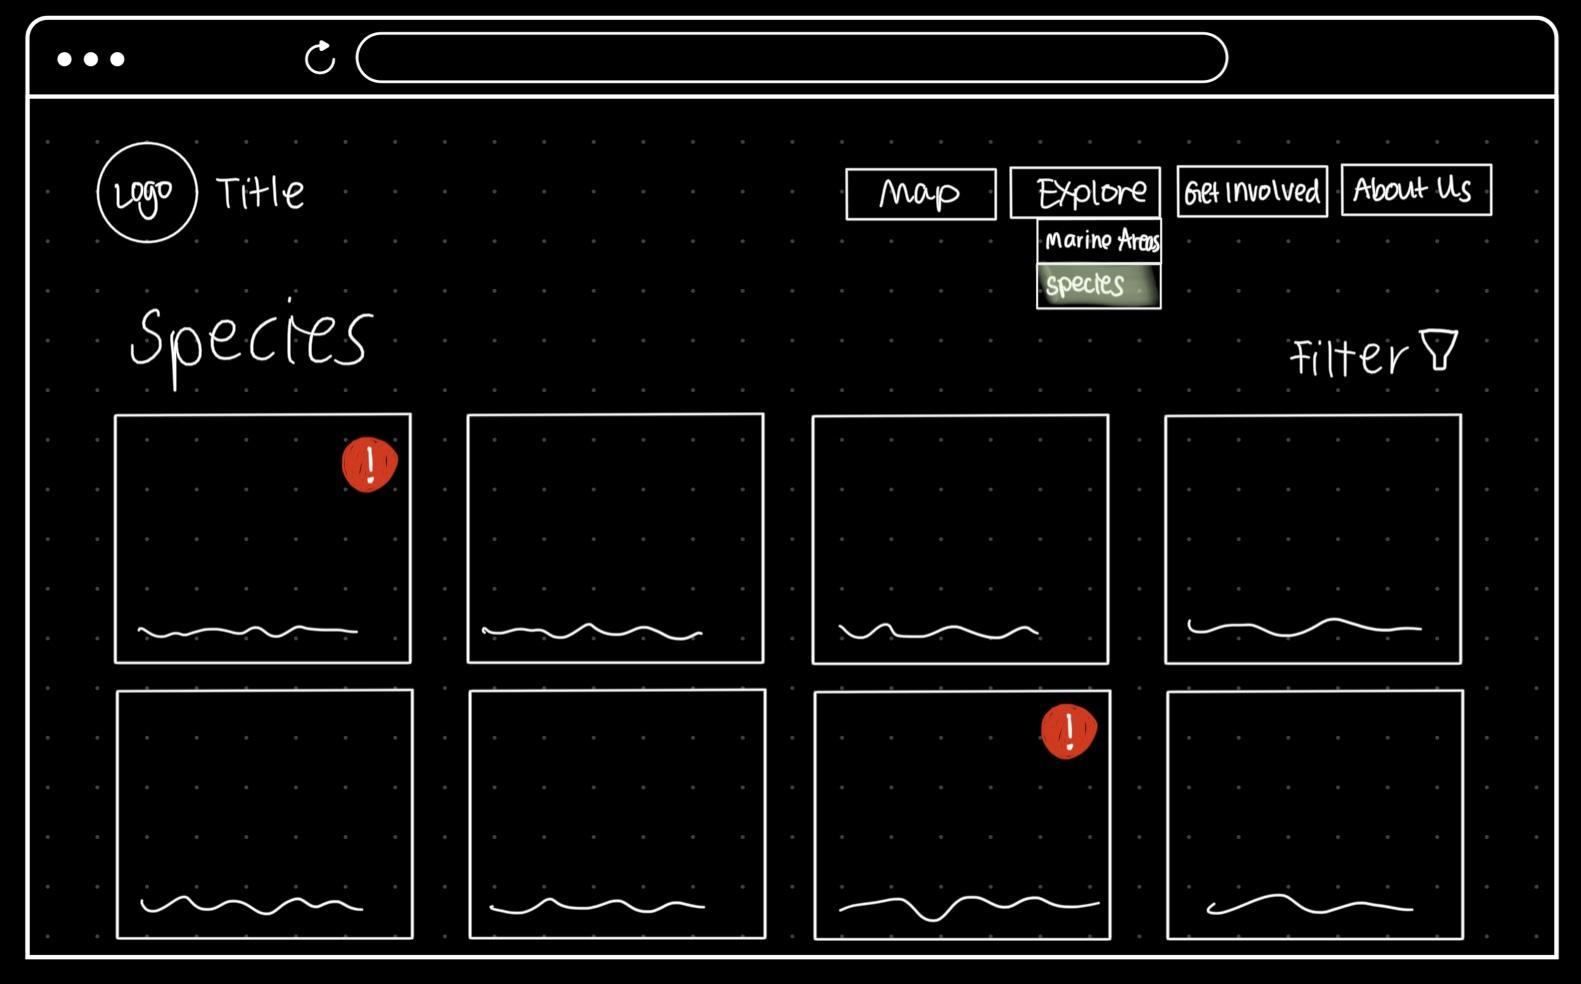 Logo
Title
Map
Explore
Get Involved
About Us
Marine Areas
Species
Species
Filter
!
!